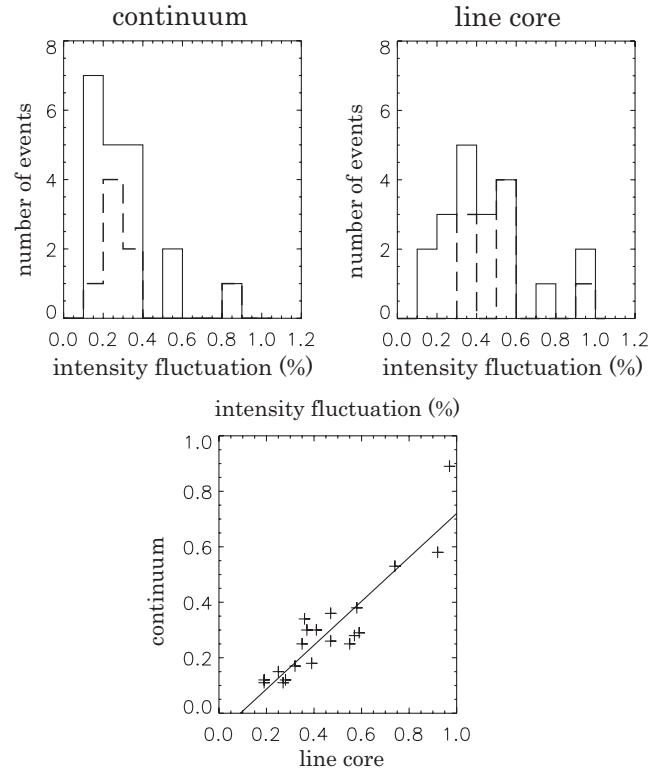 continuum
line core
8
6
4
2
0
number of events
0.0 0.2 0.4 0.6 0.8 1.0 1.2
intensity fluctuation (%)
8
6
4
2
0
number of events
0.0 0.2 0.4 0.6 0.8 1.0 1.2
intensity fluctuation (%)
intensity fluctuation (%)
1.0
0.8
0.6
0.4
0.2
0.0
continuum
0.0 0.2 0.4 0.6 0.8 1.0
line core